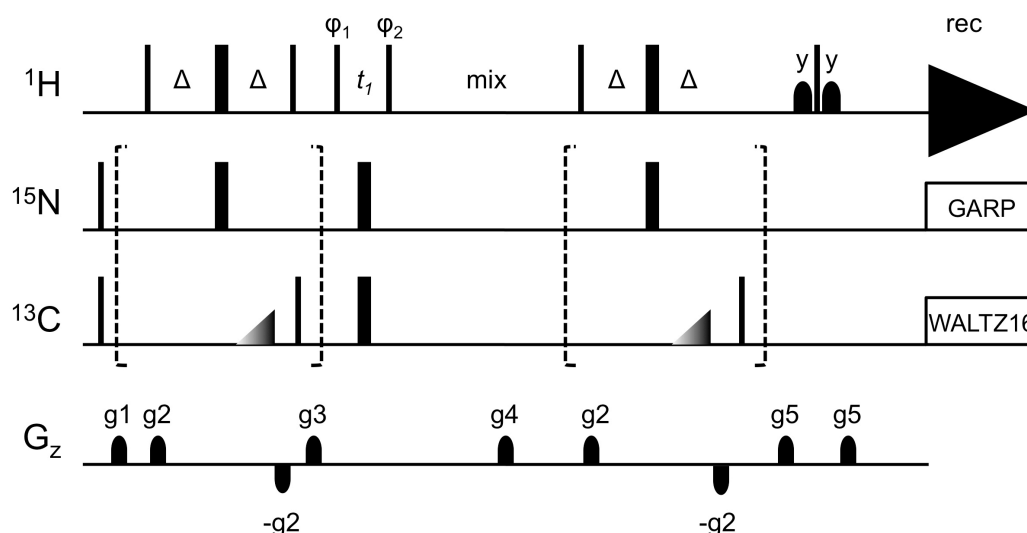 rec
φ₁ φ₂
y y
¹H Δ Δ t₁ mix Δ Δ
¹⁵N GARP
¹³C WALTZ16
g1 g2 g3 g4 g2 g5 g5
G_z
-g2 -g2